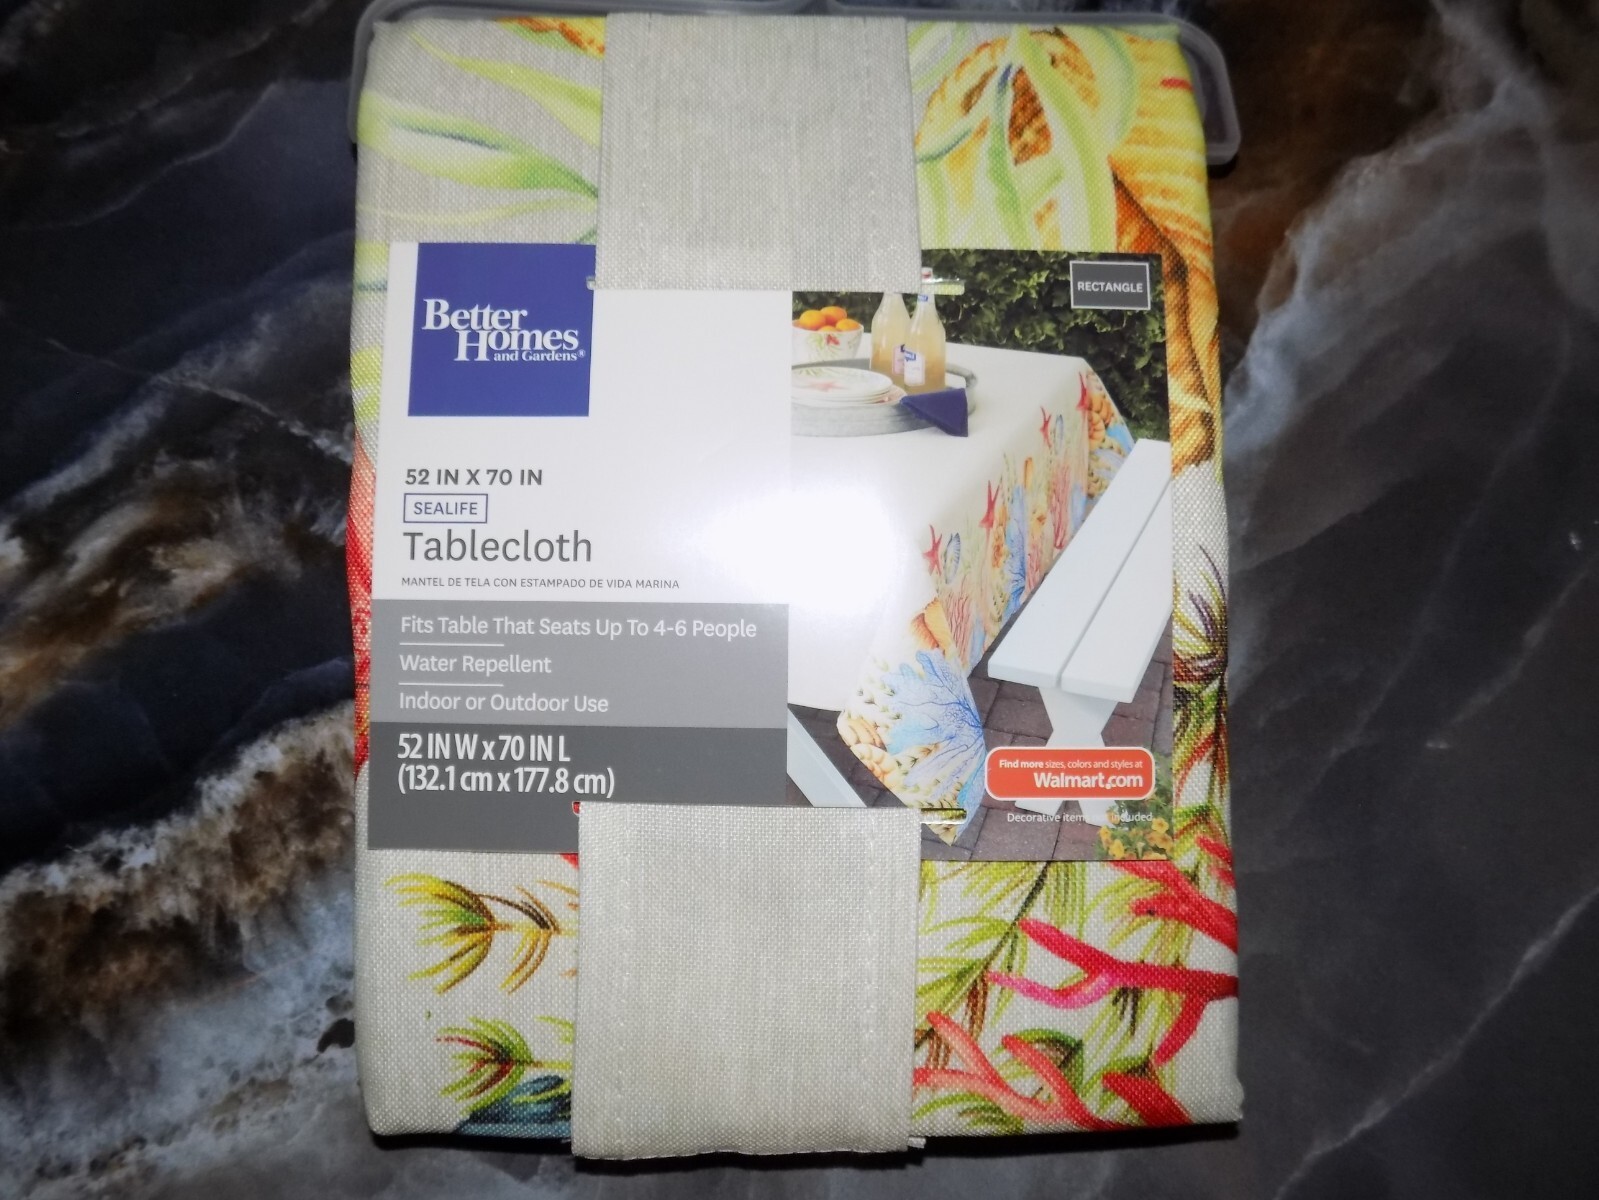 Better
Homes
and Gardens®
RECTANGLE
52 IN X 70 IN
SEALIFE
Tablecloth
MANTEL DE TELA CON ESTAMPADO DE VIDA MARINA
Fits Table That Seats Up To 4-6 People
Water Repellent
Indoor or Outdoor Use
52 IN W x 70 IN L
(132.1 cm x 177.8 cm)
Find more sizes, colors and styles at
Walmart.com
Decorative included